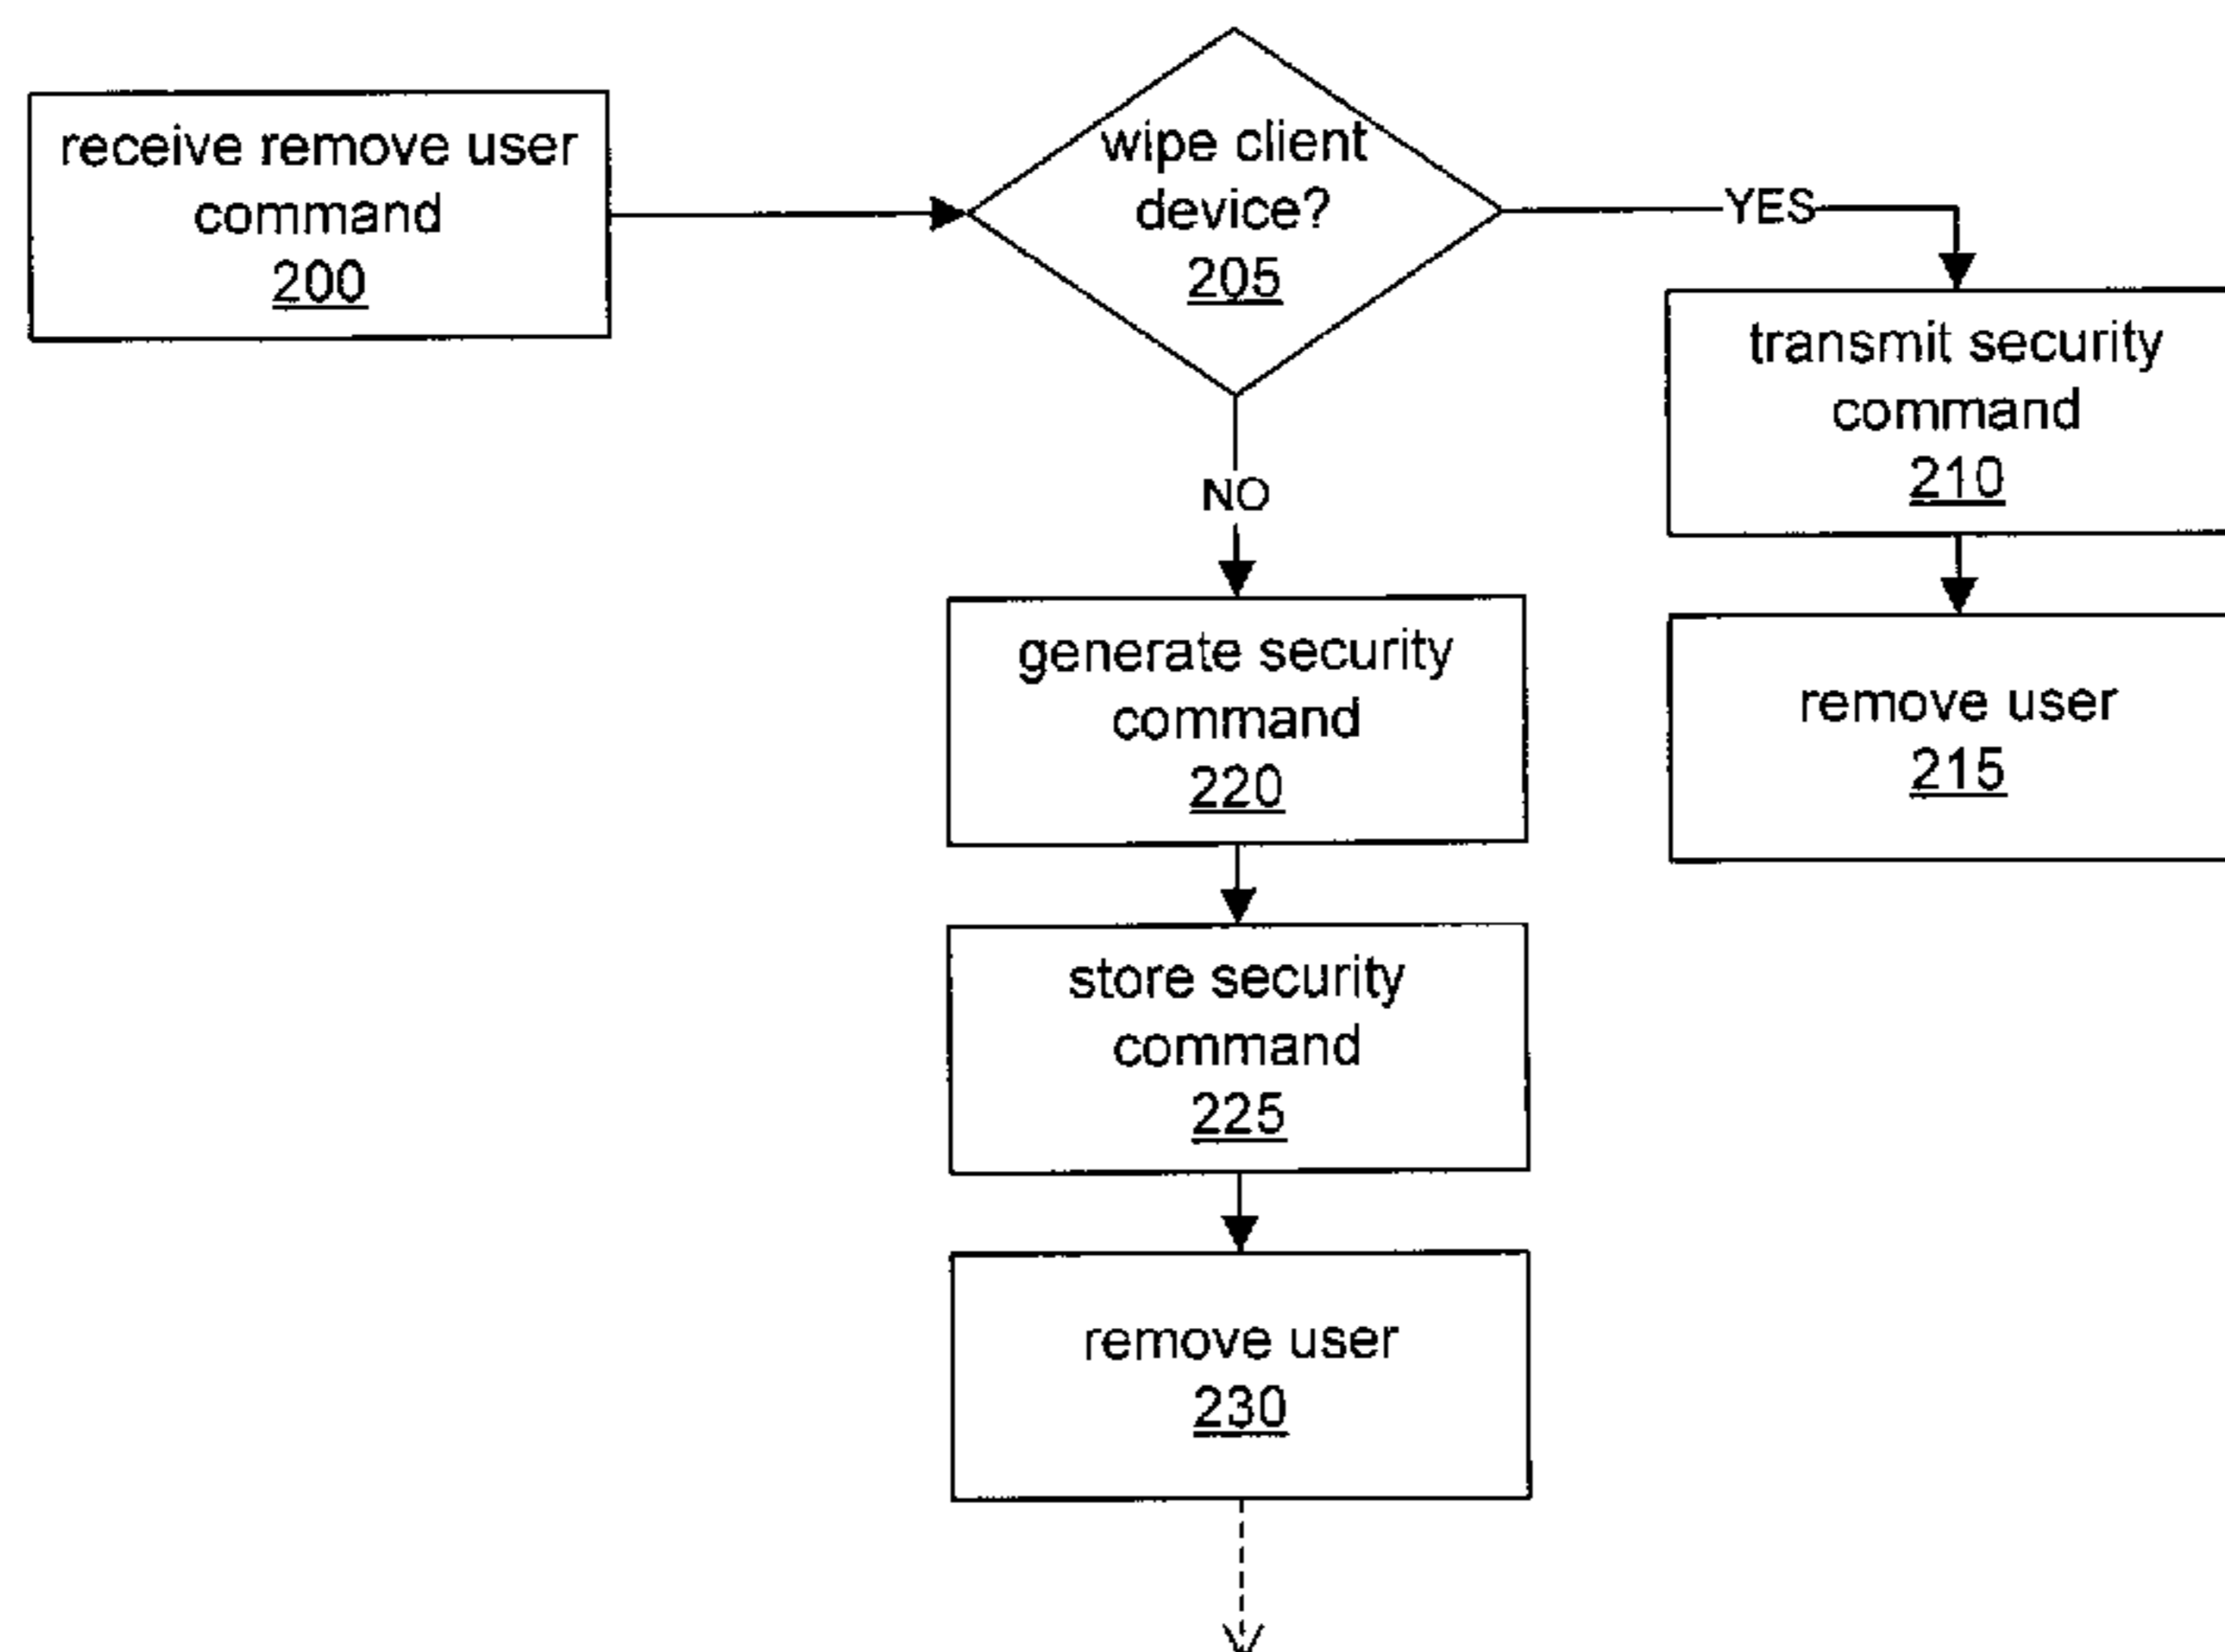 receive remove user
command
200
wipe client
device?
205
YES
transmit security
command
210
NO
generate security
command
220
remove user
215
store security
command
225
remove user
230